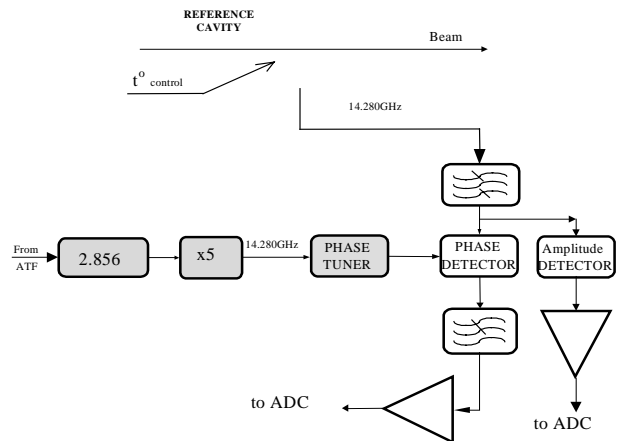 REFERENCE
CAVITY
Beam
t° control
14.280GHz
From
ATF
2.856
x5
14.280GHz
PHASE
TUNER
PHASE
DETECTOR
Amplitude
DETECTOR
to ADC
to ADC